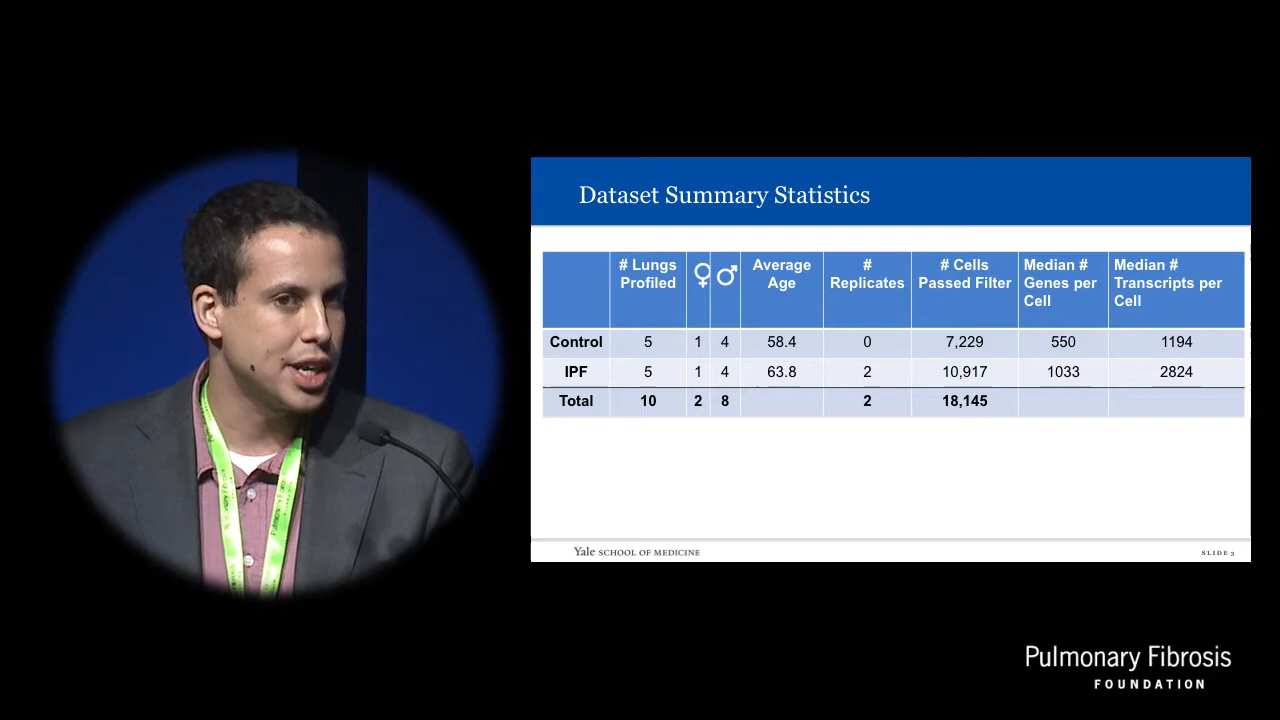 Dataset Summary Statistics
# Lungs Profiled ♀ ♂ Average Age # Replicates # Cells Passed Filter Median # Genes per Cell Median # Transcripts per Cell
Control 5 1 4 58.4 0 7,229 550 1194
IPF 5 1 4 63.8 2 10,917 1033 2824
Total 10 2 8 2 18,145
Yale SCHOOL OF MEDICINE
SLIDE 3
Pulmonary Fibrosis
FOUNDATION